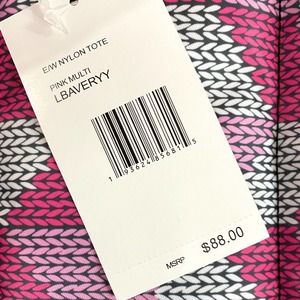 E/W NYLON TOTE
PINK MULTI
LBAVERYY
1 93624 85681 5
MSRP
$88.00